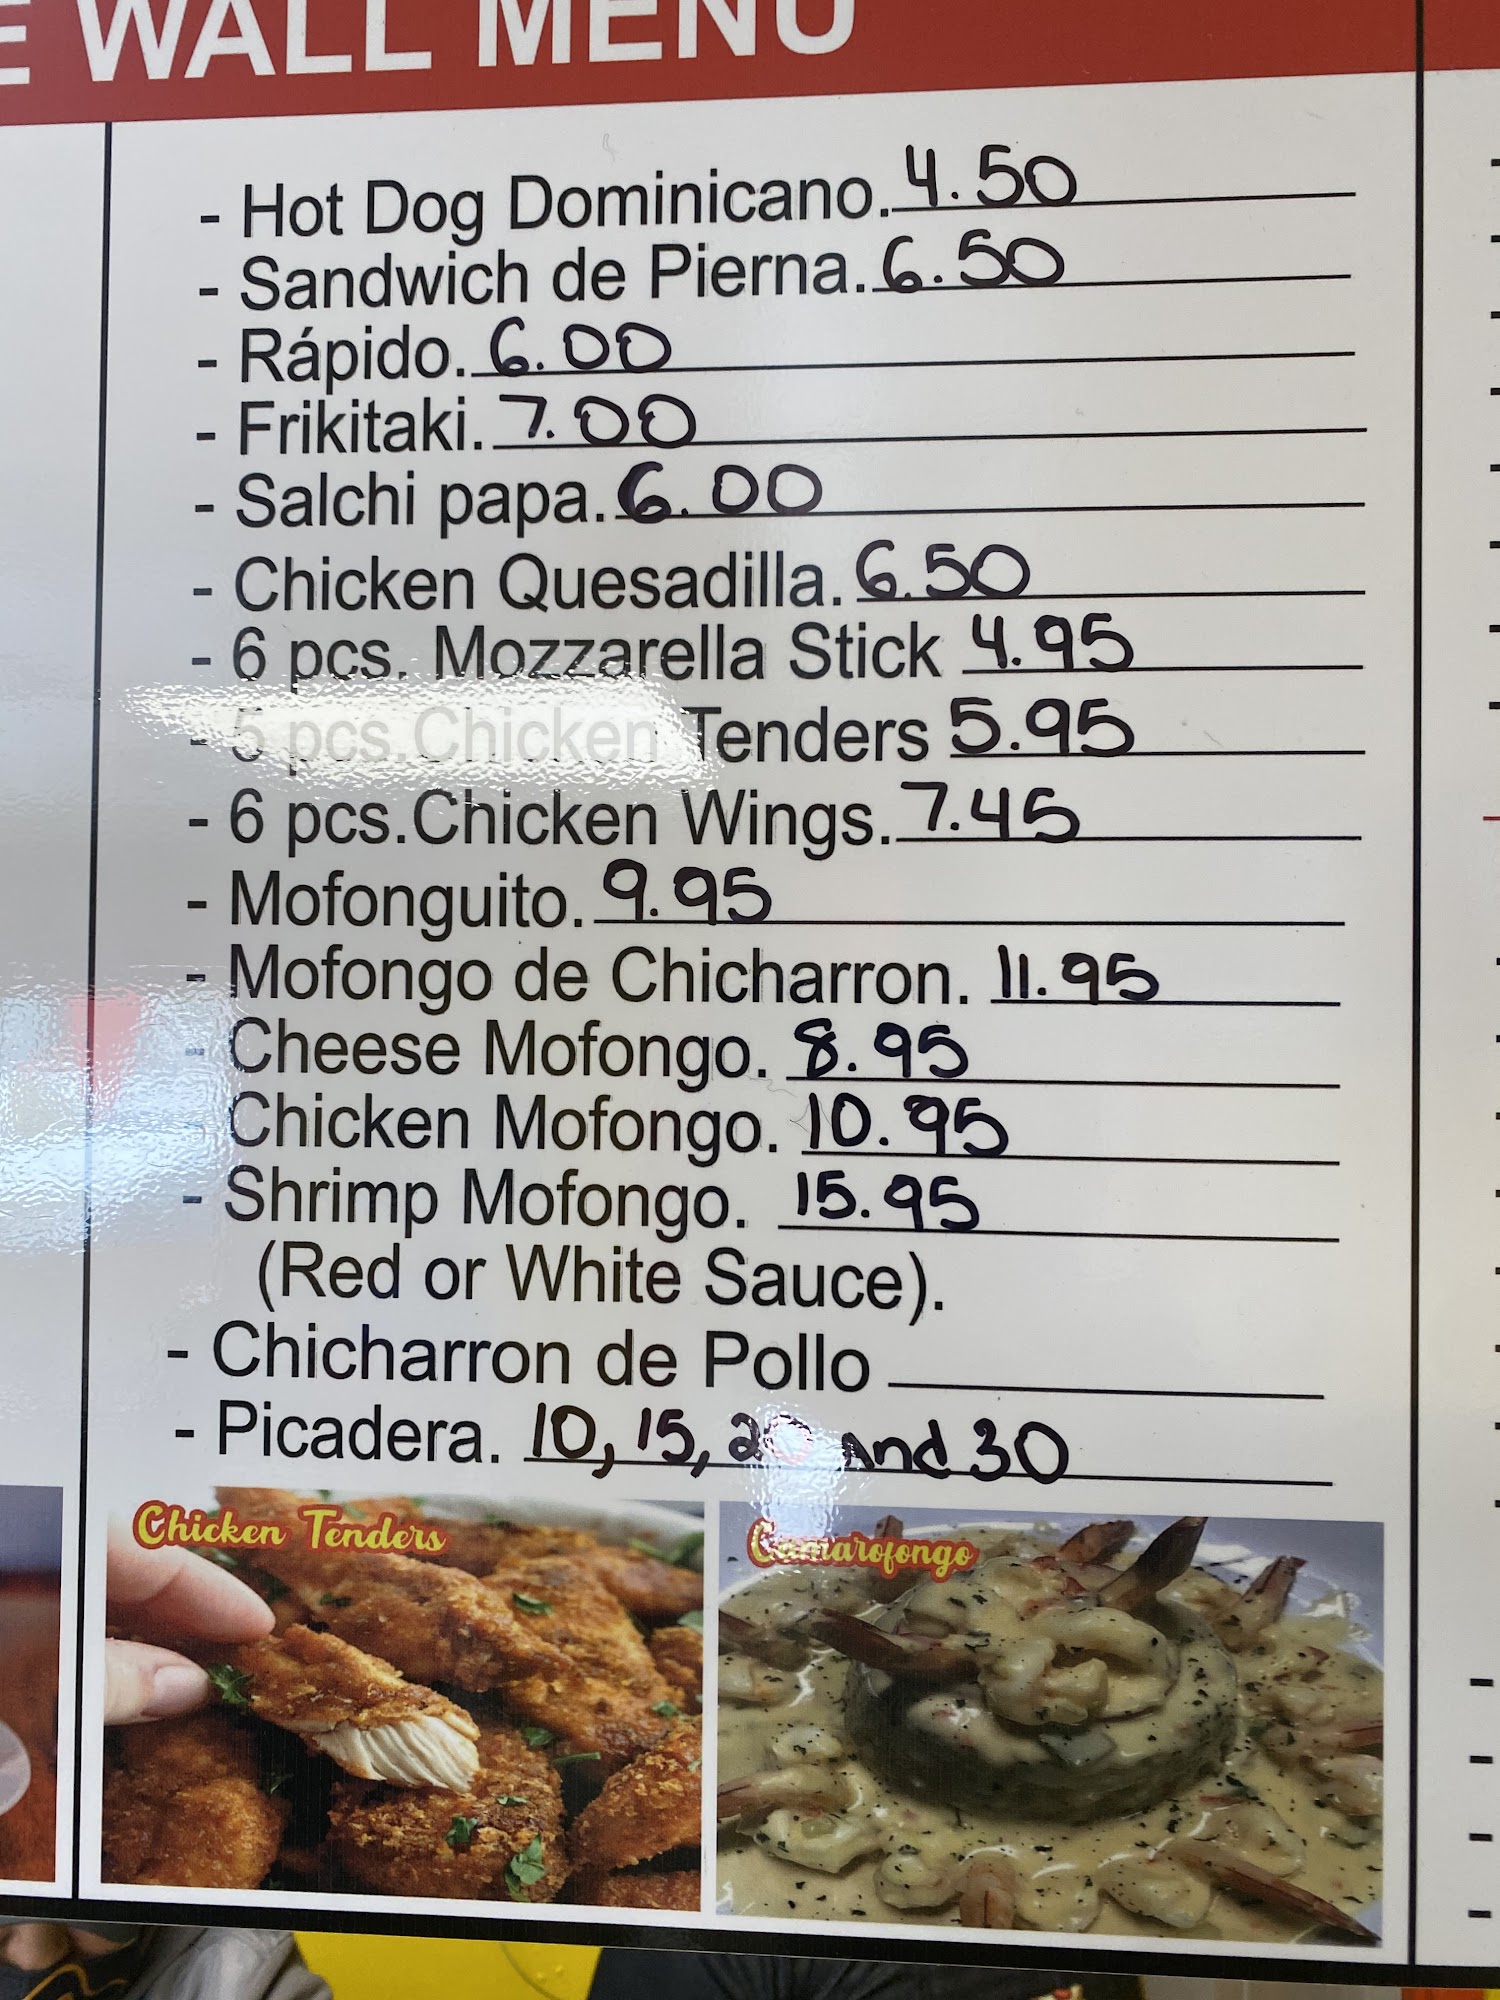 WALL MENU
- Hot Dog Dominicano. 4.50
- Sandwich de Pierna. 6.50
- Rápido. 6.00
- Frikitaki. 7.00
- Salchi papa. 6.00
- Chicken Quesadilla. 6.50
- 6 pcs. Mozzarella Stick 4.95
- 5 pcs.Chicken Tenders 5.95
- 6 pcs.Chicken Wings. 7.45
- Mofonguito. 9.95
- Mofongo de Chicharron. 11.95
- Cheese Mofongo. 8.95
- Chicken Mofongo. 10.95
- Shrimp Mofongo. 15.95
(Red or White Sauce).
- Chicharron de Pollo
- Picadera. 10, 15, 20 and 30
Chicken Tenders
Camarofongo